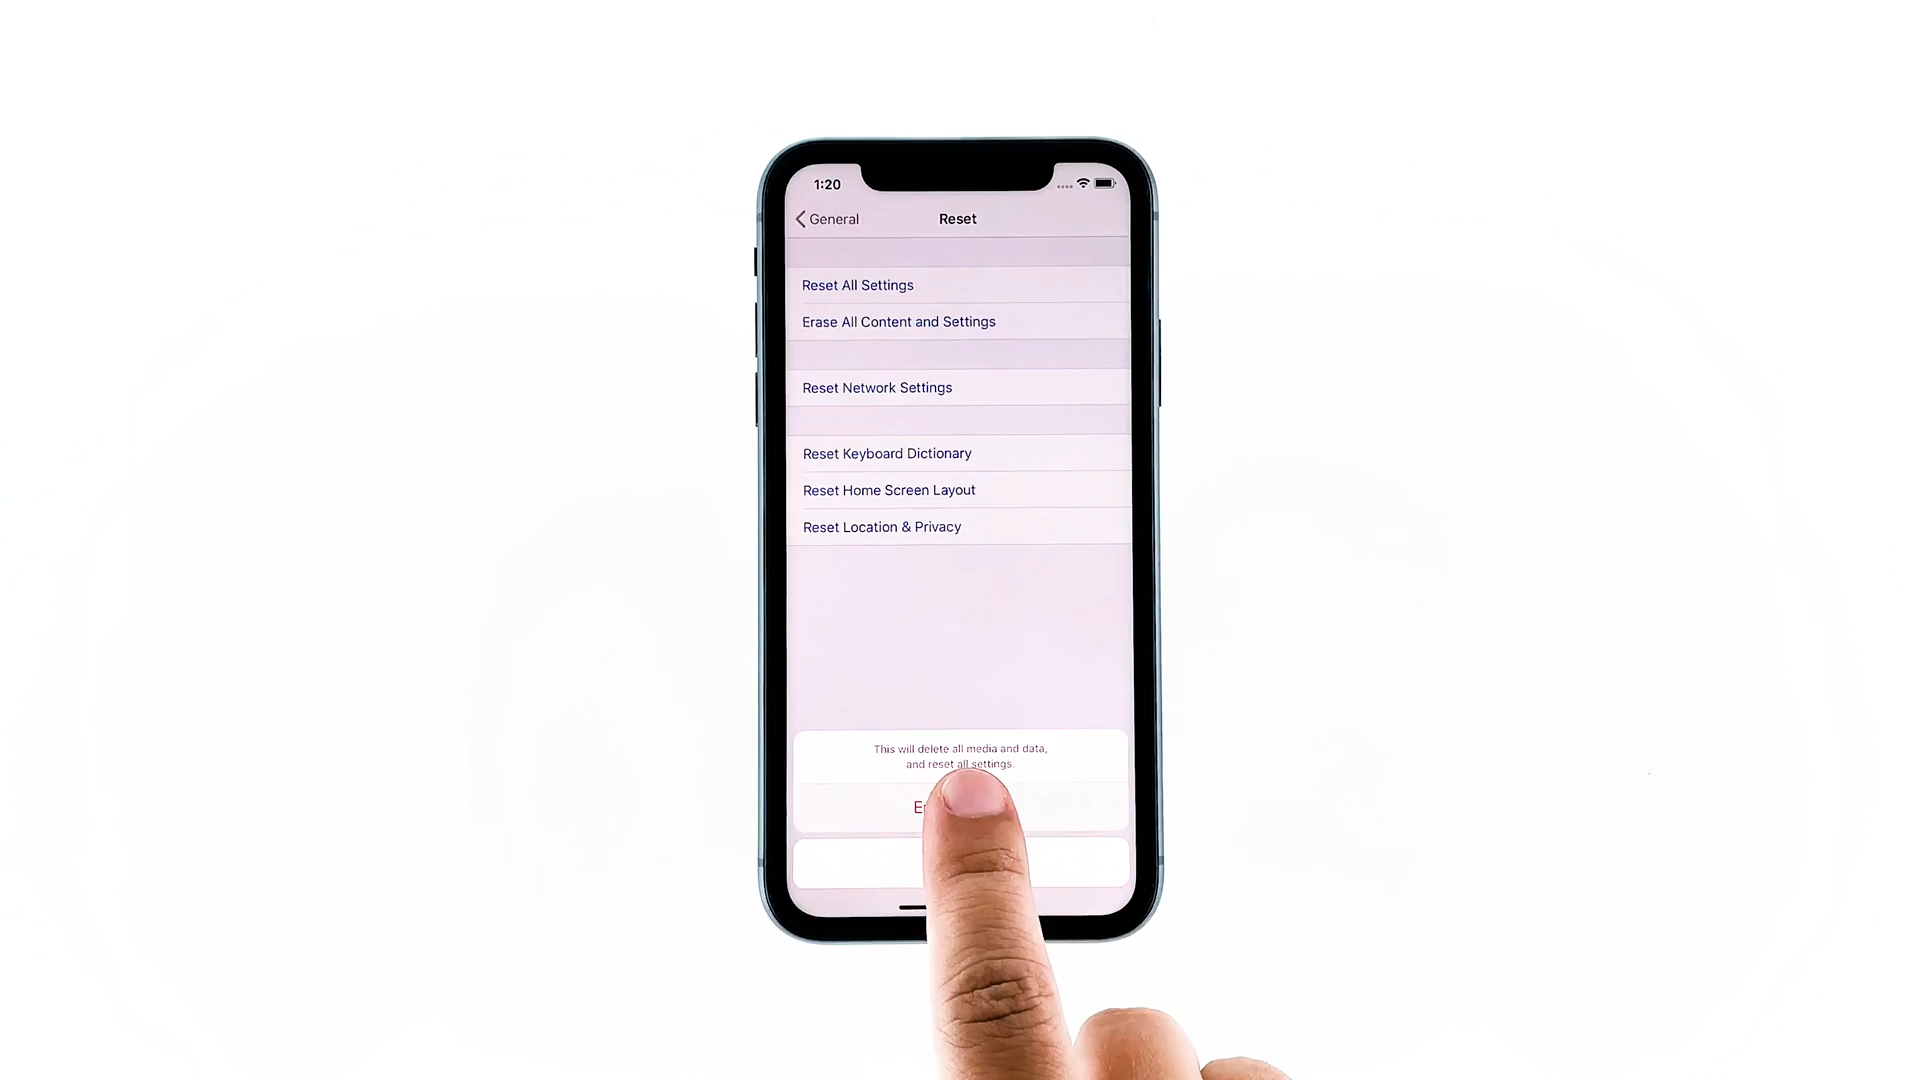 1:20
General
Reset
Reset All Settings
Erase All Content and Settings
Reset Network Settings
Reset Keyboard Dictionary
Reset Home Screen Layout
Reset Location & Privacy
This will delete all media and data,
and reset all settings.